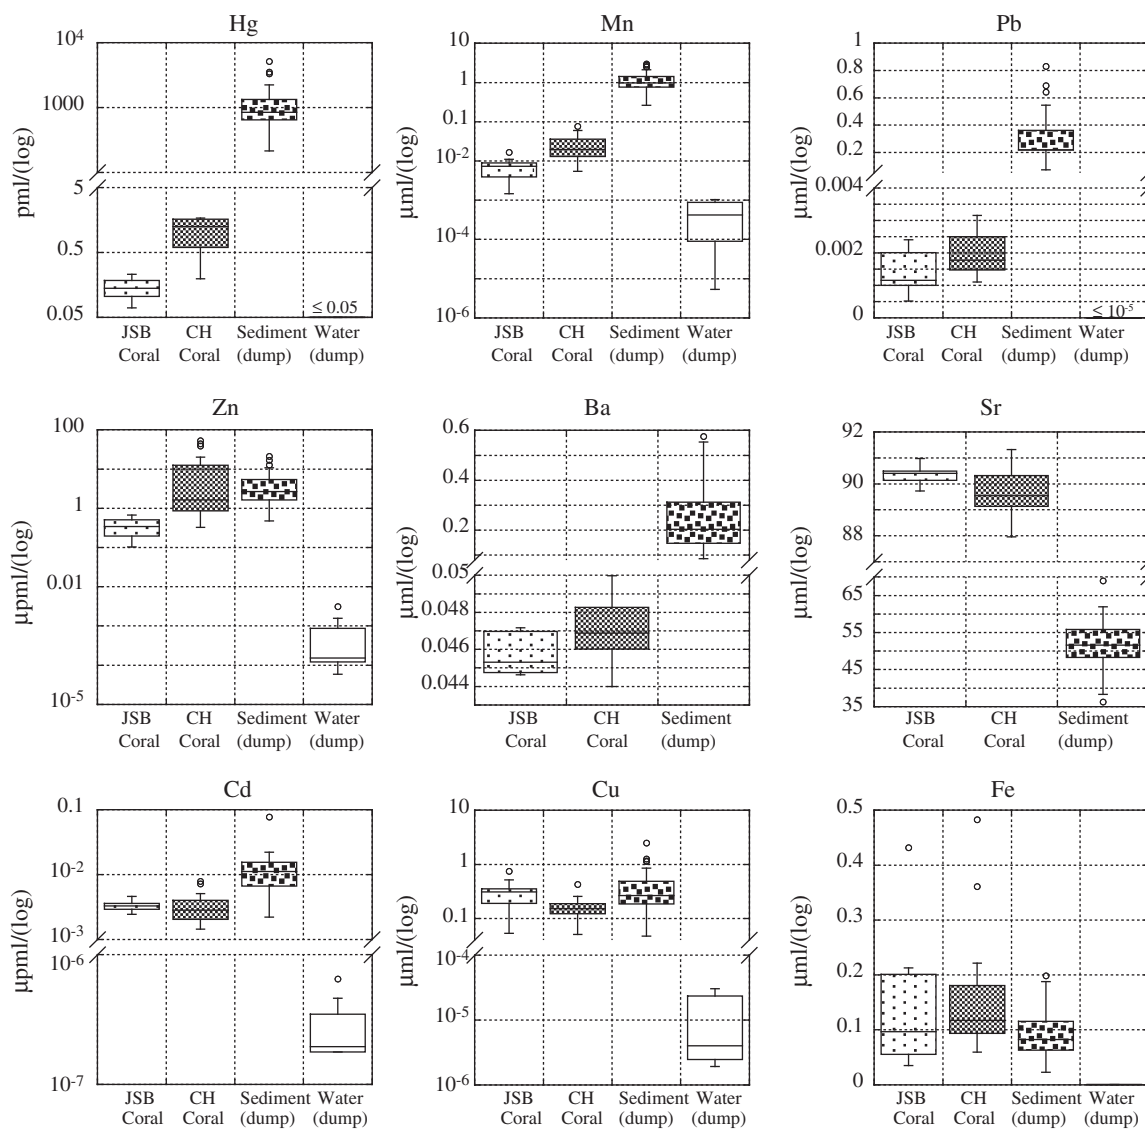 Hg
Mn
Pb
10⁴
1000
5
0.5
0.05
pml/(log)
≤ 0.05
JSB CH Sediment Water
Coral Coral (dump) (dump)
10
1
0.1
10⁻²
10⁻⁴
10⁻⁶
µml/(log)
JSB CH Sediment Water
Coral Coral (dump) (dump)
1
0.8
0.6
0.4
0.2
0.004
0.002
0
µml/(log)
≤ 10⁻⁵
JSB CH Sediment Water
Coral Coral (dump) (dump)
Zn
Ba
Sr
100
1
0.01
10⁻⁵
µpml/(log)
JSB CH Sediment Water
Coral Coral (dump) (dump)
0.6
0.4
0.2
0.05
0.048
0.046
0.044
µml/(log)
JSB CH Sediment
Coral Coral (dump)
92
90
88
65
55
45
35
µml/(log)
JSB CH Sediment
Coral Coral (dump)
Cd
Cu
Fe
0.1
10⁻²
10⁻³
10⁻⁶
10⁻⁷
µpml/(log)
JSB CH Sediment Water
Coral Coral (dump) (dump)
10
1
0.1
10⁻⁴
10⁻⁵
10⁻⁶
µml/(log)
JSB CH Sediment Water
Coral Coral (dump) (dump)
0.5
0.4
0.3
0.2
0.1
0
µml/(log)
JSB CH Sediment Water
Coral Coral (dump) (dump)